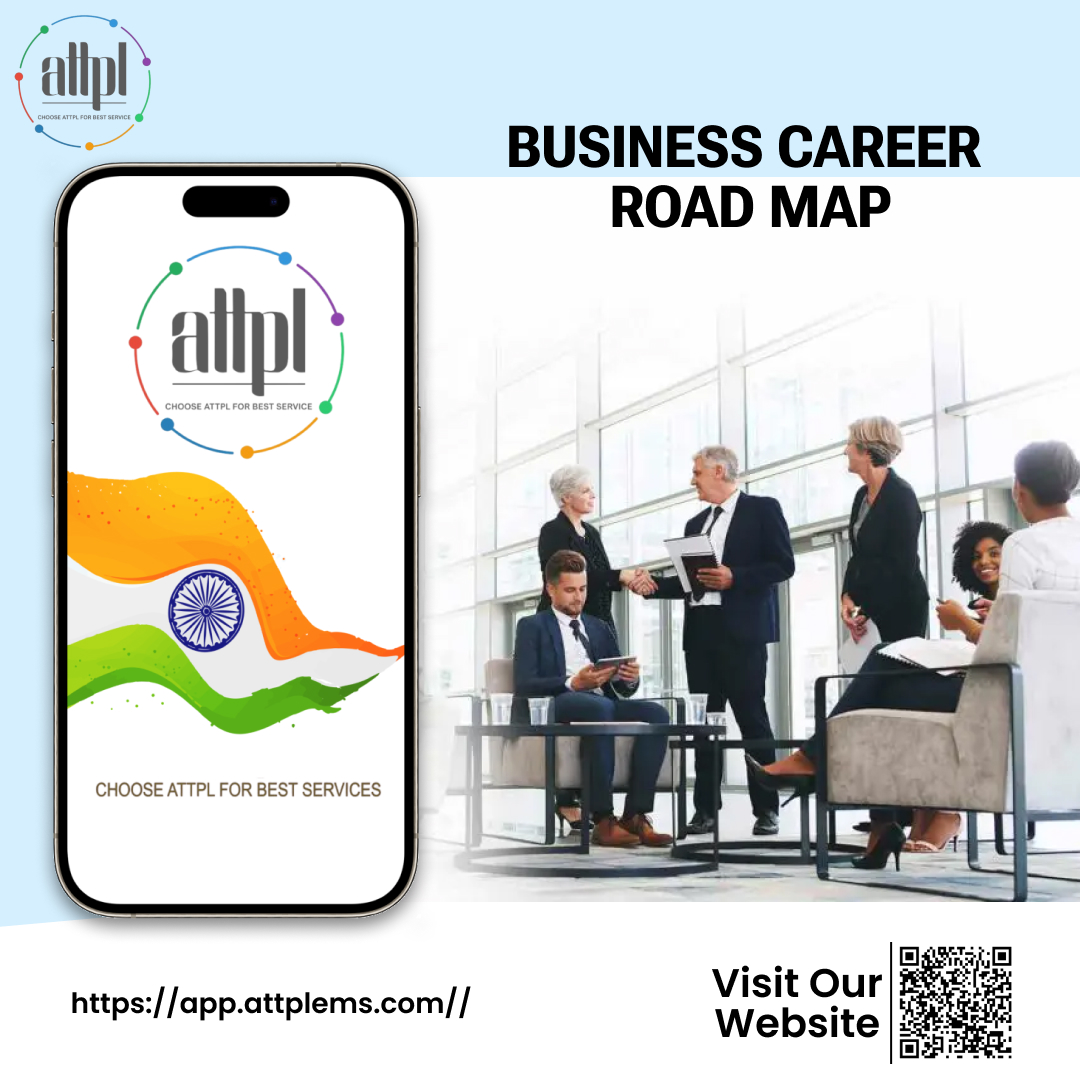 attpl
CHOOSE ATTPL FOR BEST SERVICE
BUSINESS CAREER
ROAD MAP
attpl
CHOOSE ATTPL FOR BEST SERVICE
CHOOSE ATTPL FOR BEST SERVICES
https://app.attplems.com//
Visit Our
Website